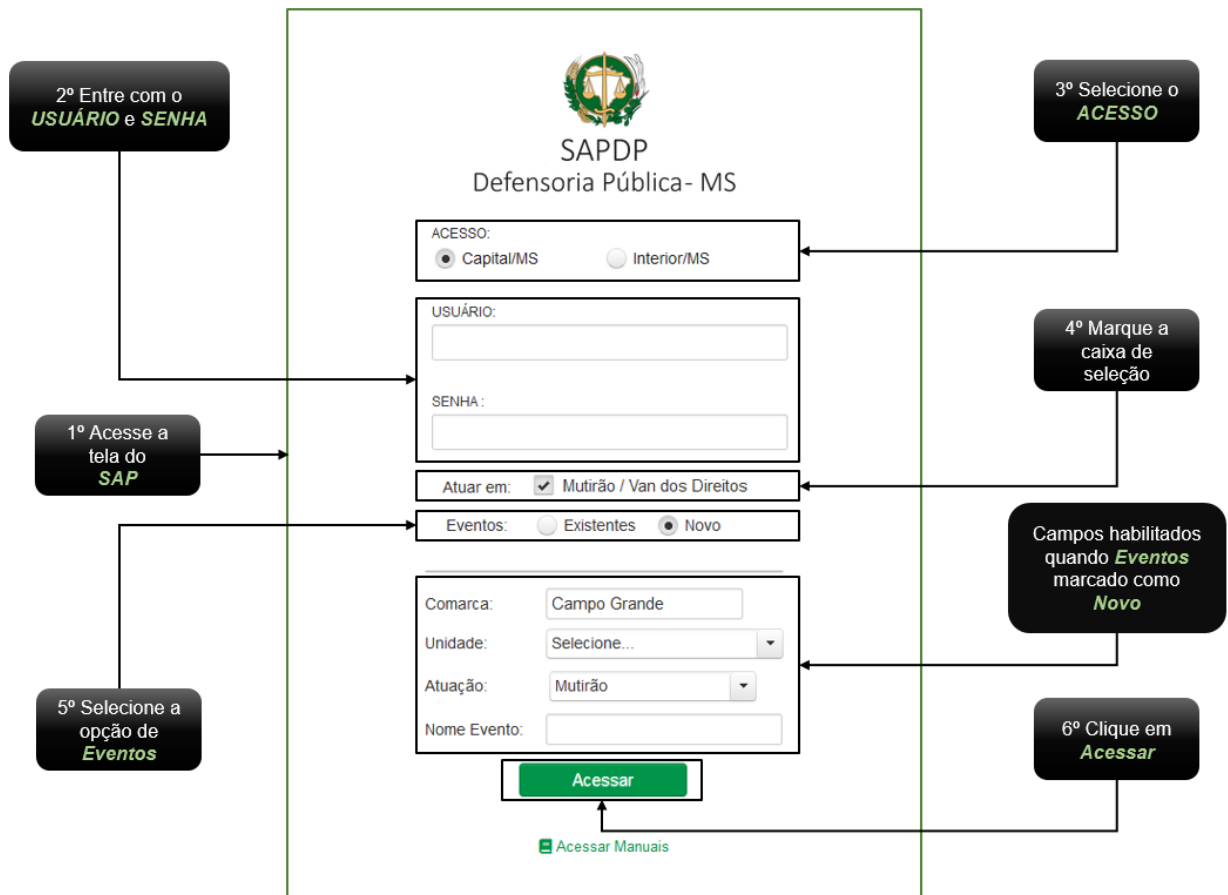 SAPDP
Defensoria Pública- MS
2º Entre com o
USUÁRIO e SENHA
3º Selecione o
ACESSO
ACESSO:
Capital/MS
Interior/MS
USUÁRIO:
SENHA :
4º Marque a
caixa de
seleção
1º Acesse a
tela do
SAP
Atuar em:
Mutirão / Van dos Direitos
Eventos:
Existentes
Novo
Campos habilitados
quando Eventos
marcado como
Novo
Comarca:
Campo Grande
Unidade:
Selecione...
Atuação:
Mutirão
Nome Evento:
5º Selecione a
opção de
Eventos
6º Clique em
Acessar
Acessar
Acessar Manuais